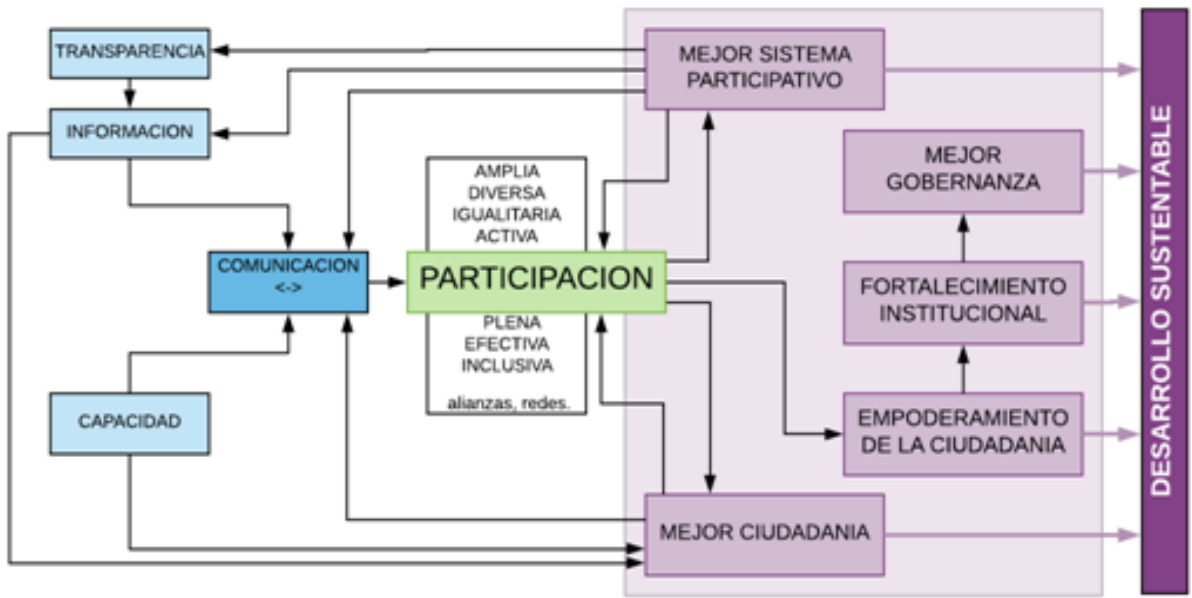 TRANSPARENCIA
INFORMACION
COMUNICACION
<->
CAPACIDAD
AMPLIA
DIVERSA
IGUALITARIA
ACTIVA
PARTICIPACION
PLENA
EFECTIVA
INCLUSIVA
alianzas, redes.
MEJOR SISTEMA
PARTICIPATIVO
MEJOR
GOBERNANZA
FORTALECIMIENTO
INSTITUCIONAL
EMPODERAMIENTO
DE LA CIUDADANIA
MEJOR CIUDADANIA
DESARROLLO SUSTENTABLE